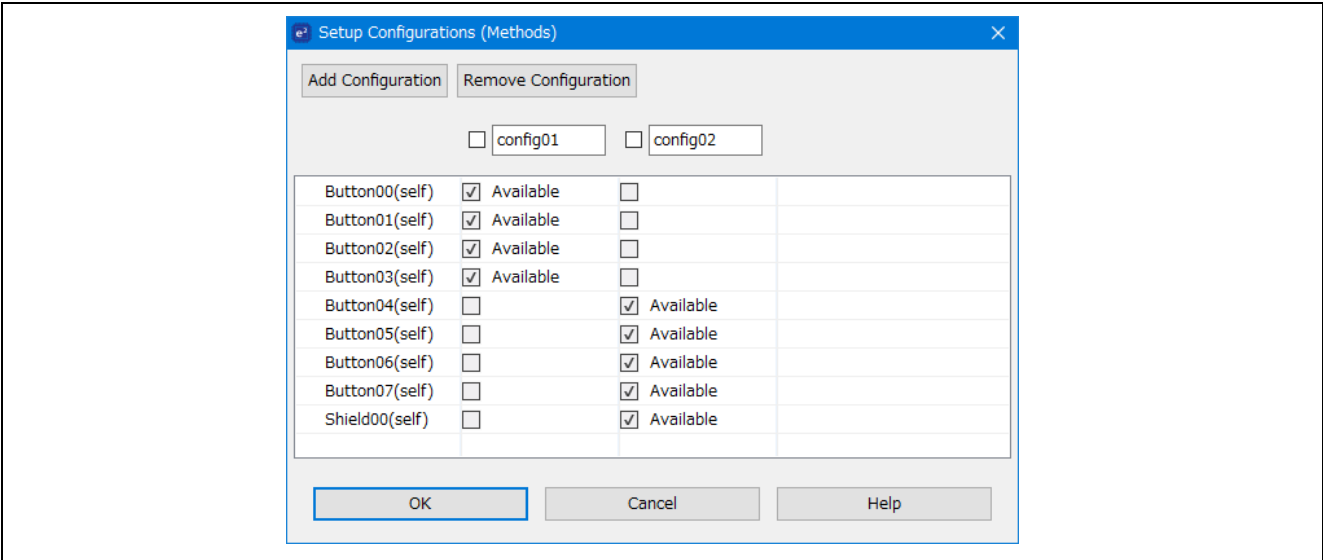 e² Setup Configurations (Methods)
Add Configuration Remove Configuration
config01 config02
Button00(self) Available
Button01(self) Available
Button02(self) Available
Button03(self) Available
Button04(self) Available
Button05(self) Available
Button06(self) Available
Button07(self) Available
Shield00(self) Available
OK Cancel Help